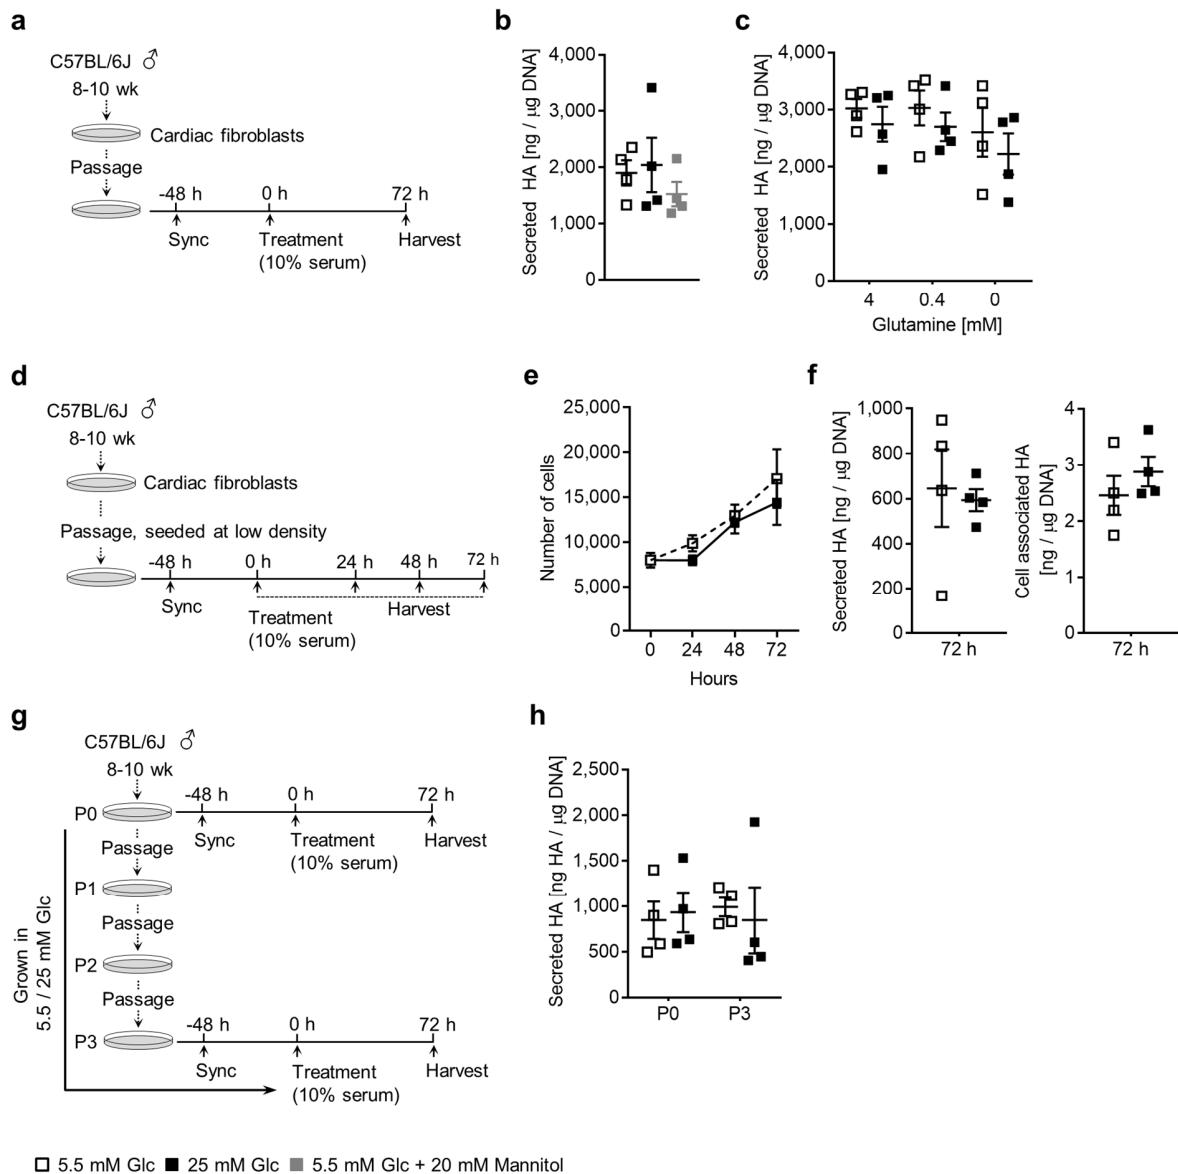 a
C57BL/6J ♂
8-10 wk
Cardiac fibroblasts
Passage
-48 h 0 h 72 h
Sync Treatment Harvest
(10% serum)
b
Secreted HA [ng / µg DNA]
4,000
3,000
2,000
1,000
0
c
Secreted HA [ng / µg DNA]
4,000
3,000
2,000
1,000
0
4 0.4 0
Glutamine [mM]
d
C57BL/6J ♂
8-10 wk
Cardiac fibroblasts
Passage, seeded at low density
-48 h 0 h 24 h 48 h 72 h
Sync Treatment Harvest
(10% serum)
e
Number of cells
25,000
20,000
15,000
10,000
5,000
0
0 24 48 72
Hours
f
Secreted HA [ng / µg DNA]
1,000
800
600
400
200
0
72 h
Cell associated HA
[ng / µg DNA]
4
3
2
1
0
72 h
g
C57BL/6J ♂
8-10 wk
P0
-48 h 0 h 72 h
Sync Treatment Harvest
(10% serum)
Passage
P1
Passage
P2
Passage
P3
-48 h 0 h 72 h
Sync Treatment Harvest
(10% serum)
Grown in
5.5 / 25 mM Glc
h
Secreted HA [ng HA / µg DNA]
2,500
2,000
1,500
1,000
500
0
P0 P3
5.5 mM Glc 25 mM Glc 5.5 mM Glc + 20 mM Mannitol